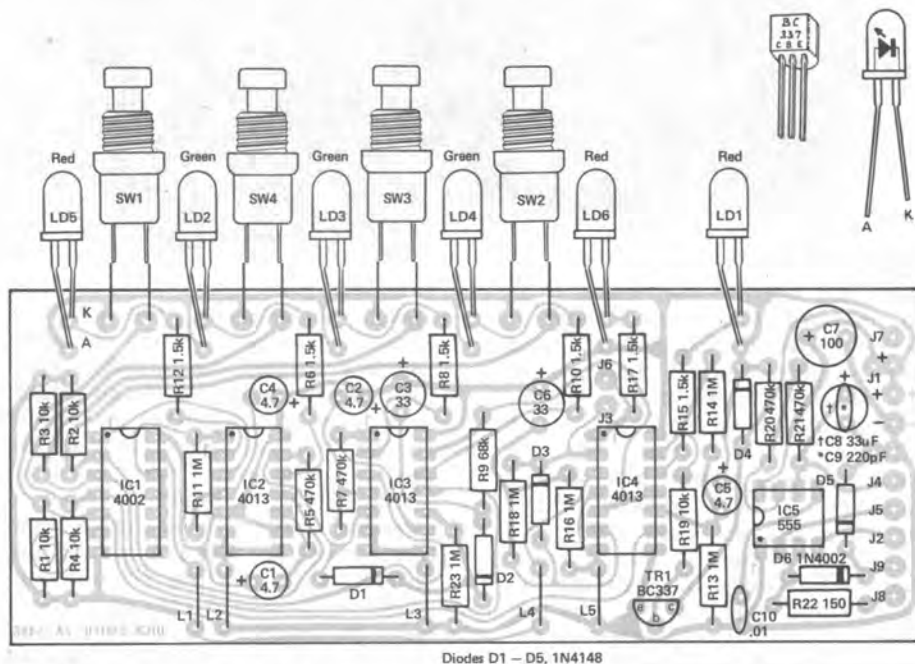 BC
337
C B E
Red
Green
Green
Green
Red
Red
SW1
SW4
SW3
SW2
LD5
LD2
LD3
LD4
LD6
LD1
A
K
K
A
R12 1.5k
R6 1.5k
R8 1.5k
R10 1.5k
R17 1.5k
J6
C7
100
+
J7
+
J1
+
−
C4
4.7
+
C2
4.7
+
C3
33
+
C6
33
+
R3 10k
R2 10k
R15 1.5k
R14 1M
D4
R20 470k
R21 470k
† *
†C8 33uF
*C9 220pF
J3
IC1
4002
R11 1M
IC2
4013
R5 470k
R7 470k
IC3
4013
R9 68k
R18 1M
D3
R16 1M
IC4
4013
R19 10k
+
C5
4.7
IC5
555
D5
J4
J5
J2
R1 10k
R4 10k
+
C1
4.7
D1
R23 1M
D2
TR1
BC337
e c
b
R13 1M
D6 1N4002
J9
R22 150
J8
C10
.01
L1
L2
L3
L4
L5
Diodes D1 – D5, 1N4148